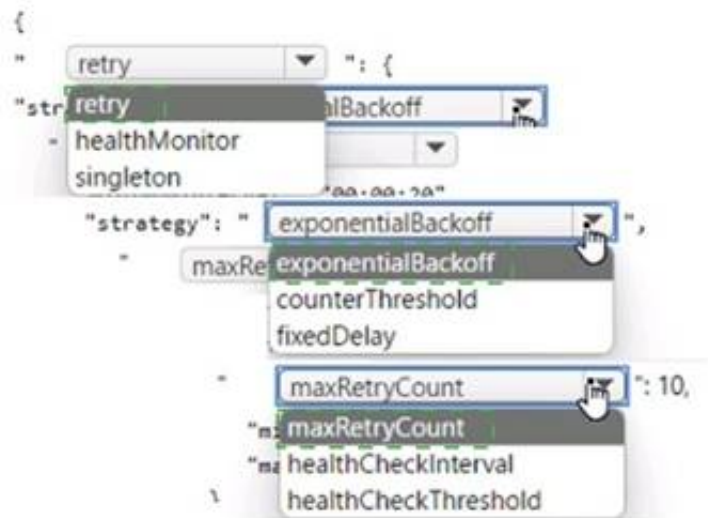 {
" retry ": {
"str retry alBackoff
" healthMonitor
singleton
"00:00:20"
"strategy": " exponentialBackoff ",
" maxRe exponentialBackoff
counterThreshold
fixedDelay
" maxRetryCount ": 10,
"mi maxRetryCount
"ma healthCheckInterval
} healthCheckThreshold